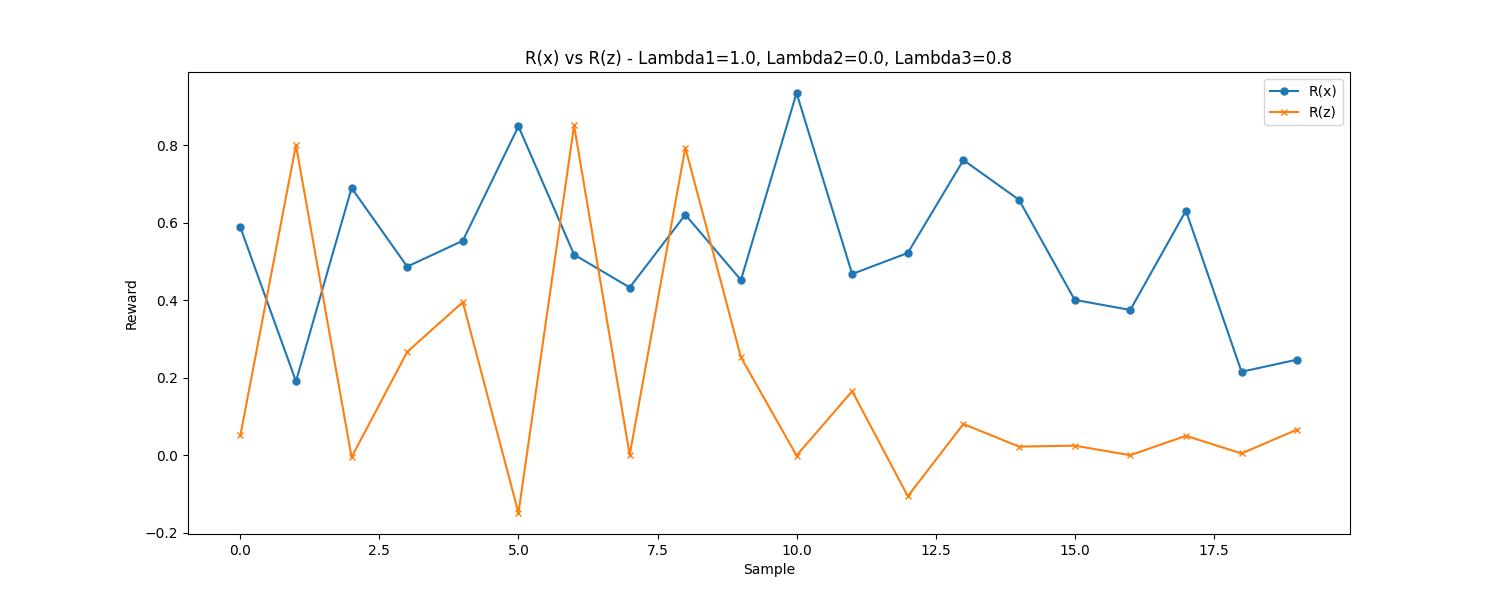 R(x) vs R(z) - Lambda1=1.0, Lambda2=0.0, Lambda3=0.8
R(x)
R(z)
Reward
0.8
0.6
0.4
0.2
0.0
−0.2
0.0 2.5 5.0 7.5 10.0 12.5 15.0 17.5
Sample